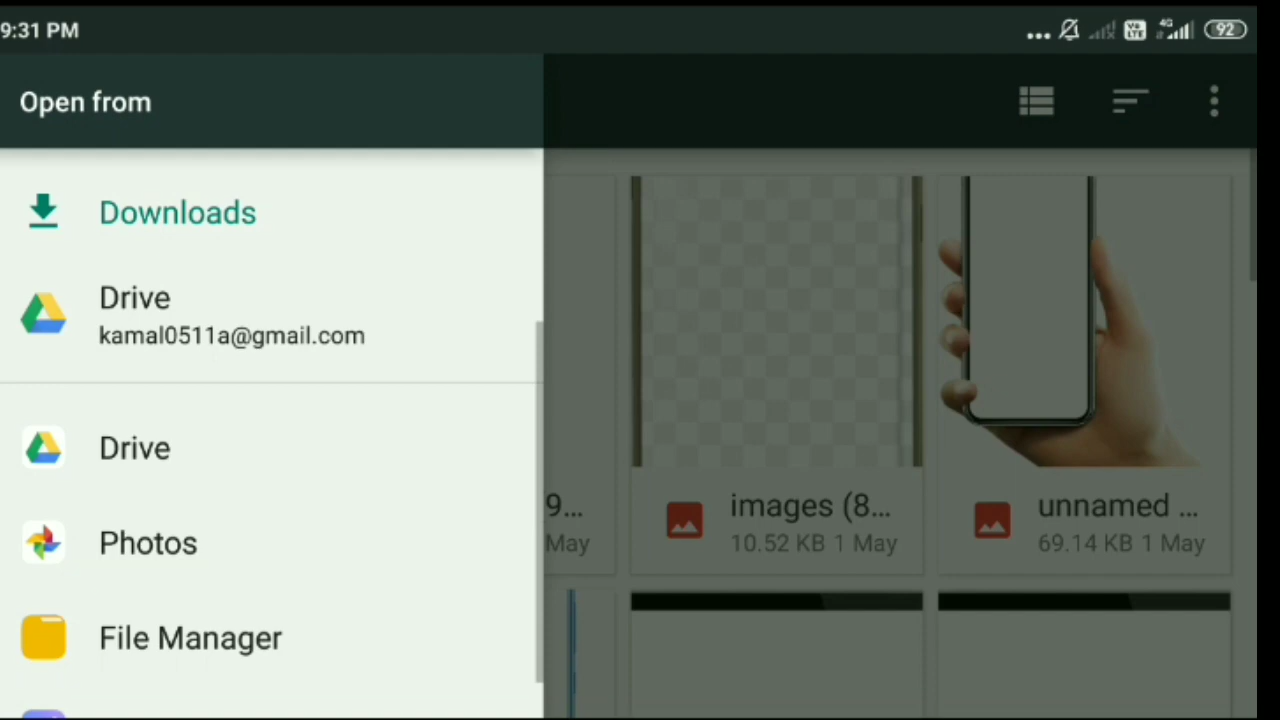 9:31 PM
4G
92
Open from
Downloads
Drive
kamal0511a@gmail.com
Drive
Photos
File Manager
9...
May
images (8...
10.52 KB 1 May
unnamed ...
69.14 KB 1 May